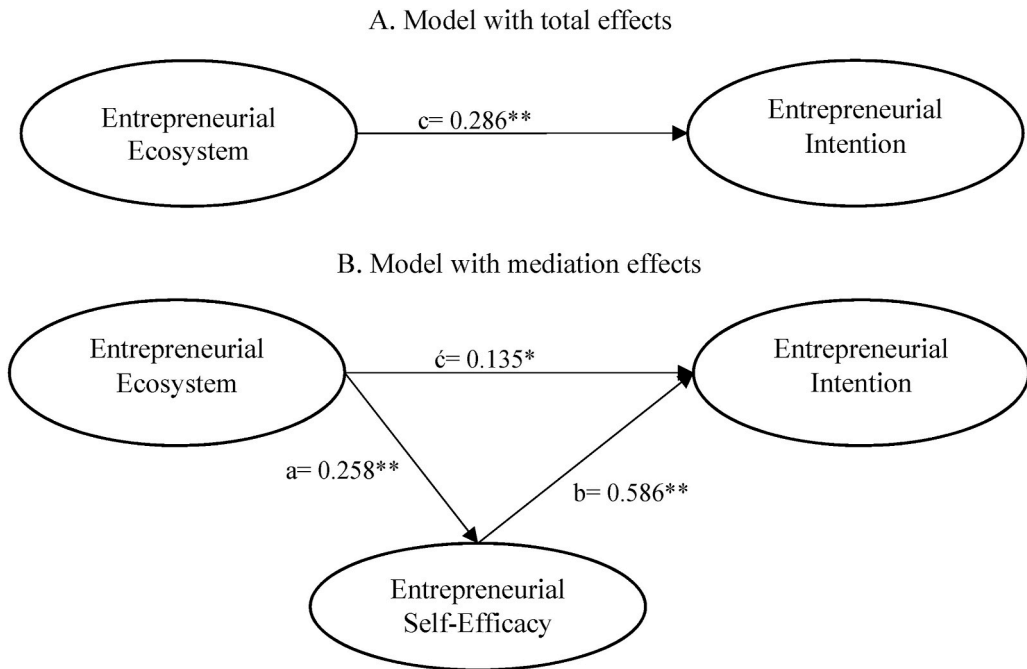 A. Model with total effects
Entrepreneurial
Ecosystem
c= 0.286**
Entrepreneurial
Intention
B. Model with mediation effects
Entrepreneurial
Ecosystem
ć= 0.135*
Entrepreneurial
Intention
a= 0.258**
b= 0.586**
Entrepreneurial
Self-Efficacy